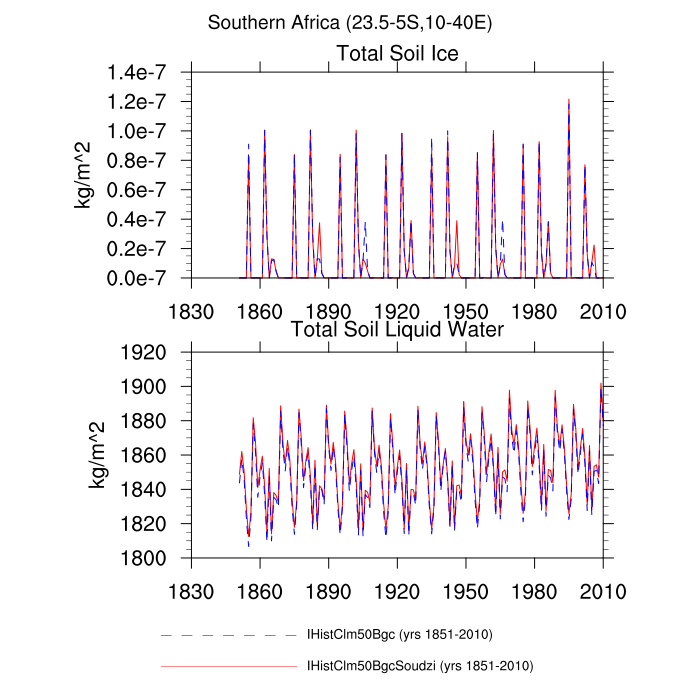 Southern Africa (23.5-5S,10-40E)
Total Soil Ice
1.4e-7
1.2e-7
1.0e-7
0.8e-7
0.6e-7
0.4e-7
0.2e-7
0.0e-7
kg/m^2
1830 1860 1890 1920 1950 1980 2010
Total Soil Liquid Water
1920
1900
1880
1860
1840
1820
1800
kg/m^2
1830 1860 1890 1920 1950 1980 2010
IHistClm50Bgc (yrs 1851-2010)
IHistClm50BgcSoudzi (yrs 1851-2010)